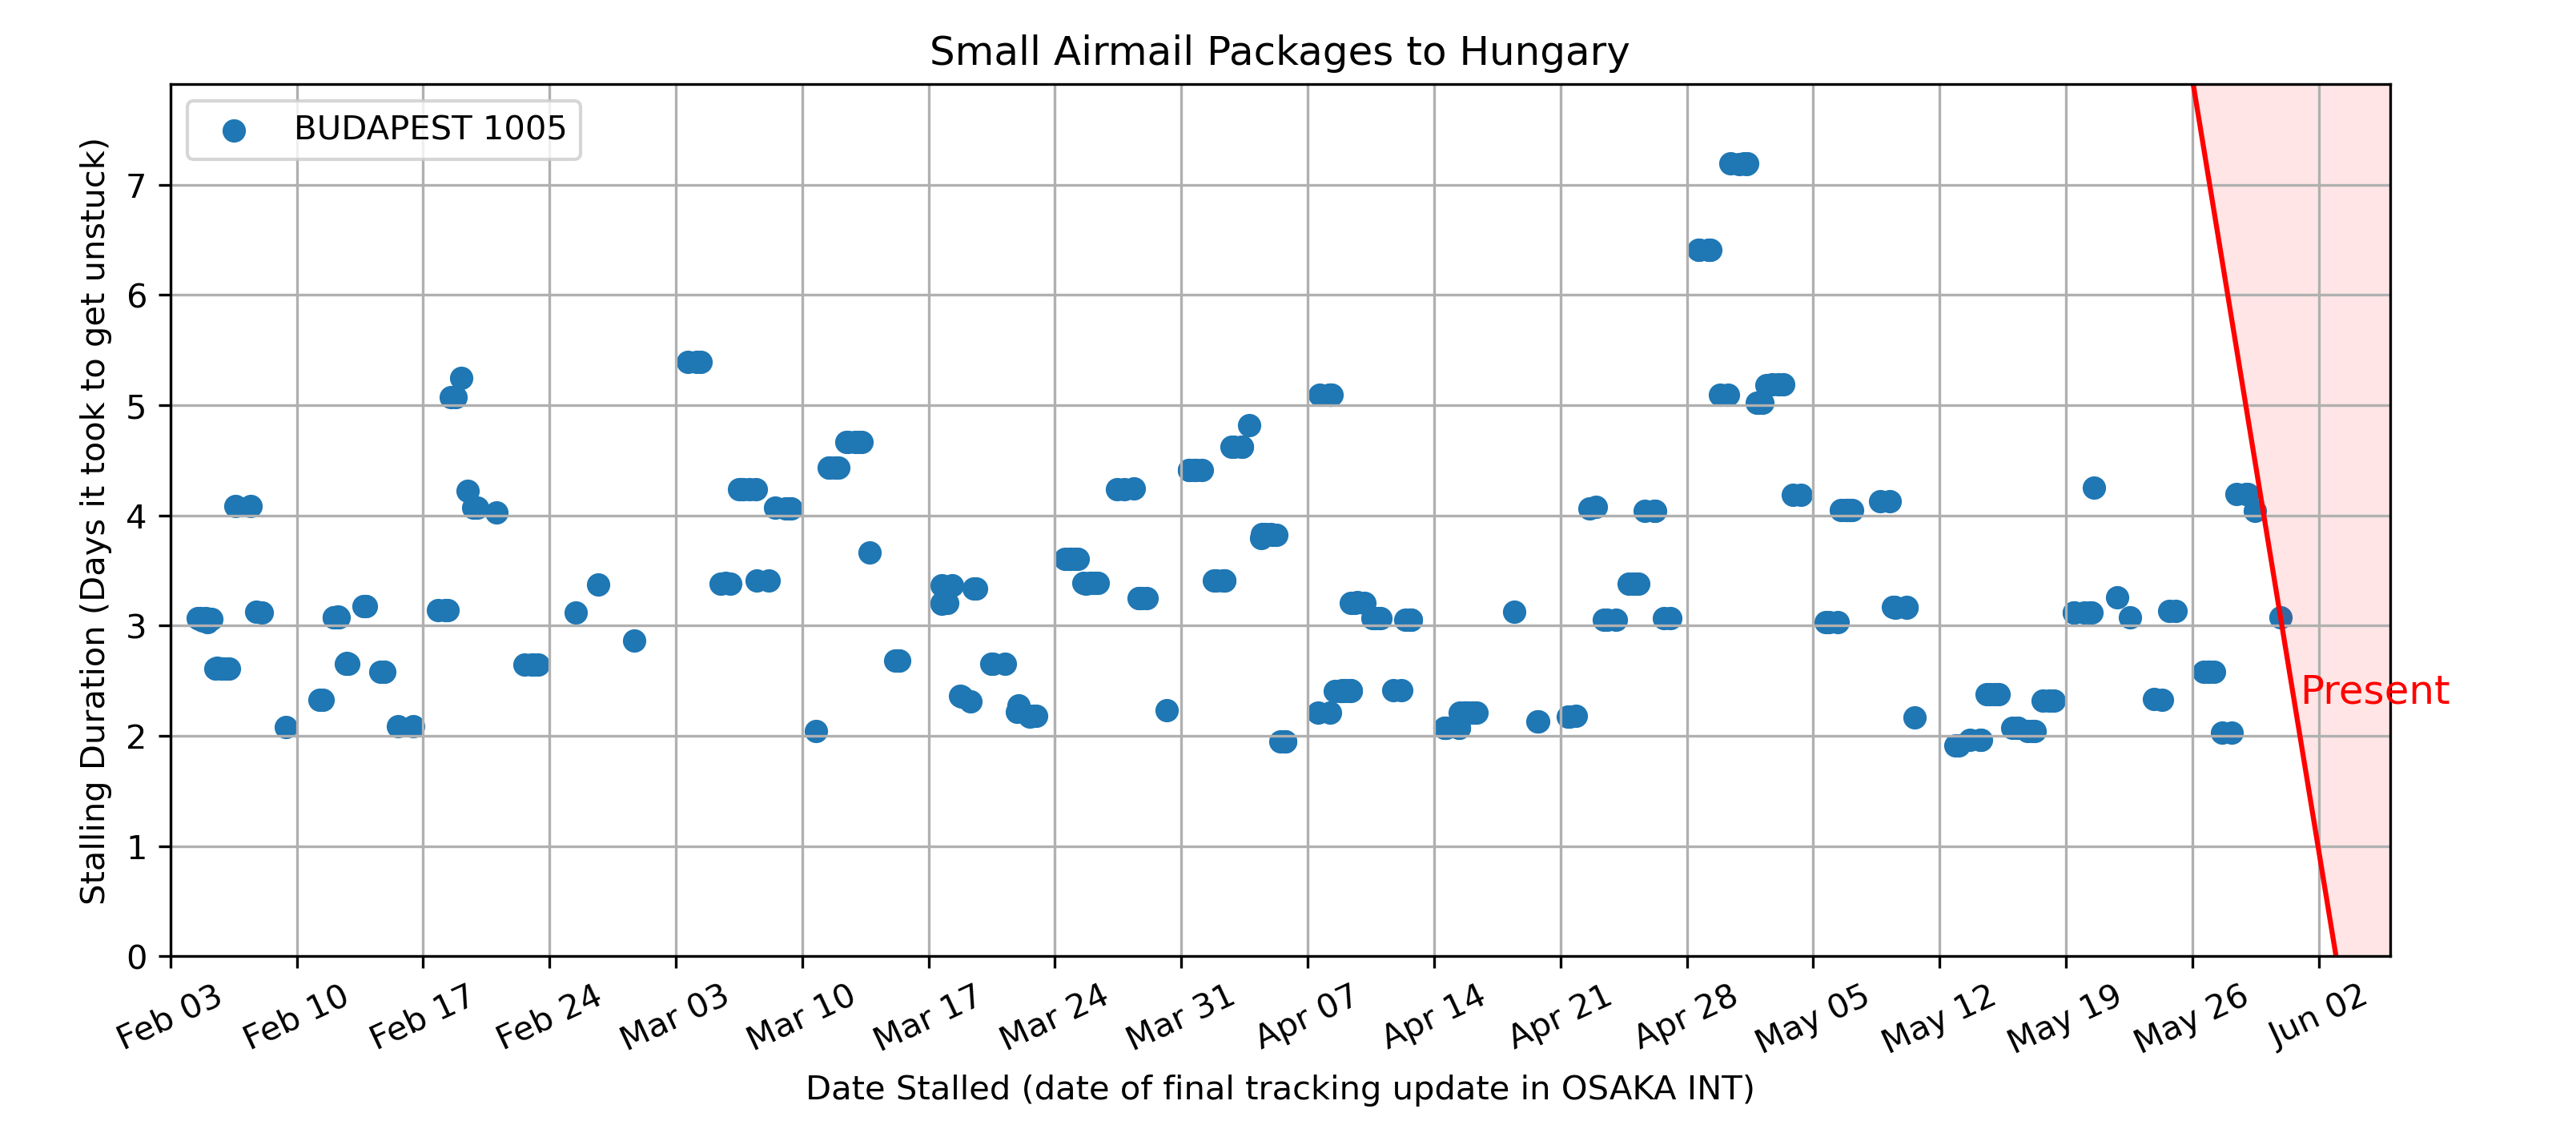 Small Airmail Packages to Hungary
BUDAPEST 1005
Stalling Duration (Days it took to get unstuck)
7
6
5
4
3
2
1
0
Present
Feb 03
Feb 10
Feb 17
Feb 24
Mar 03
Mar 10
Mar 17
Mar 24
Mar 31
Apr 07
Apr 14
Apr 21
Apr 28
May 05
May 12
May 19
May 26
Jun 02
Date Stalled (date of final tracking update in OSAKA INT)